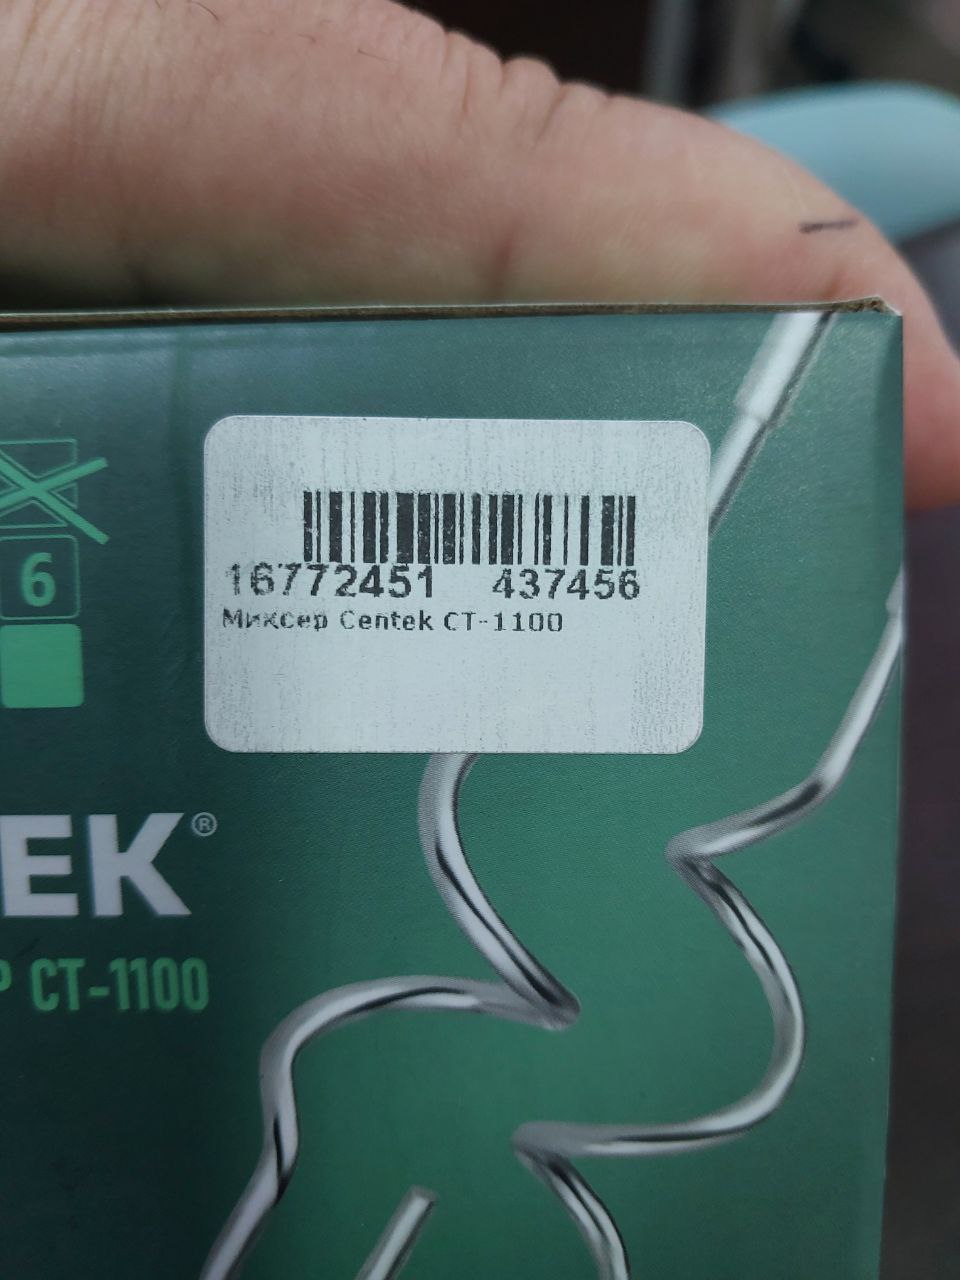 6
16772451 437456
Миксер Centek CT-1100
EK®
Р CT-1100